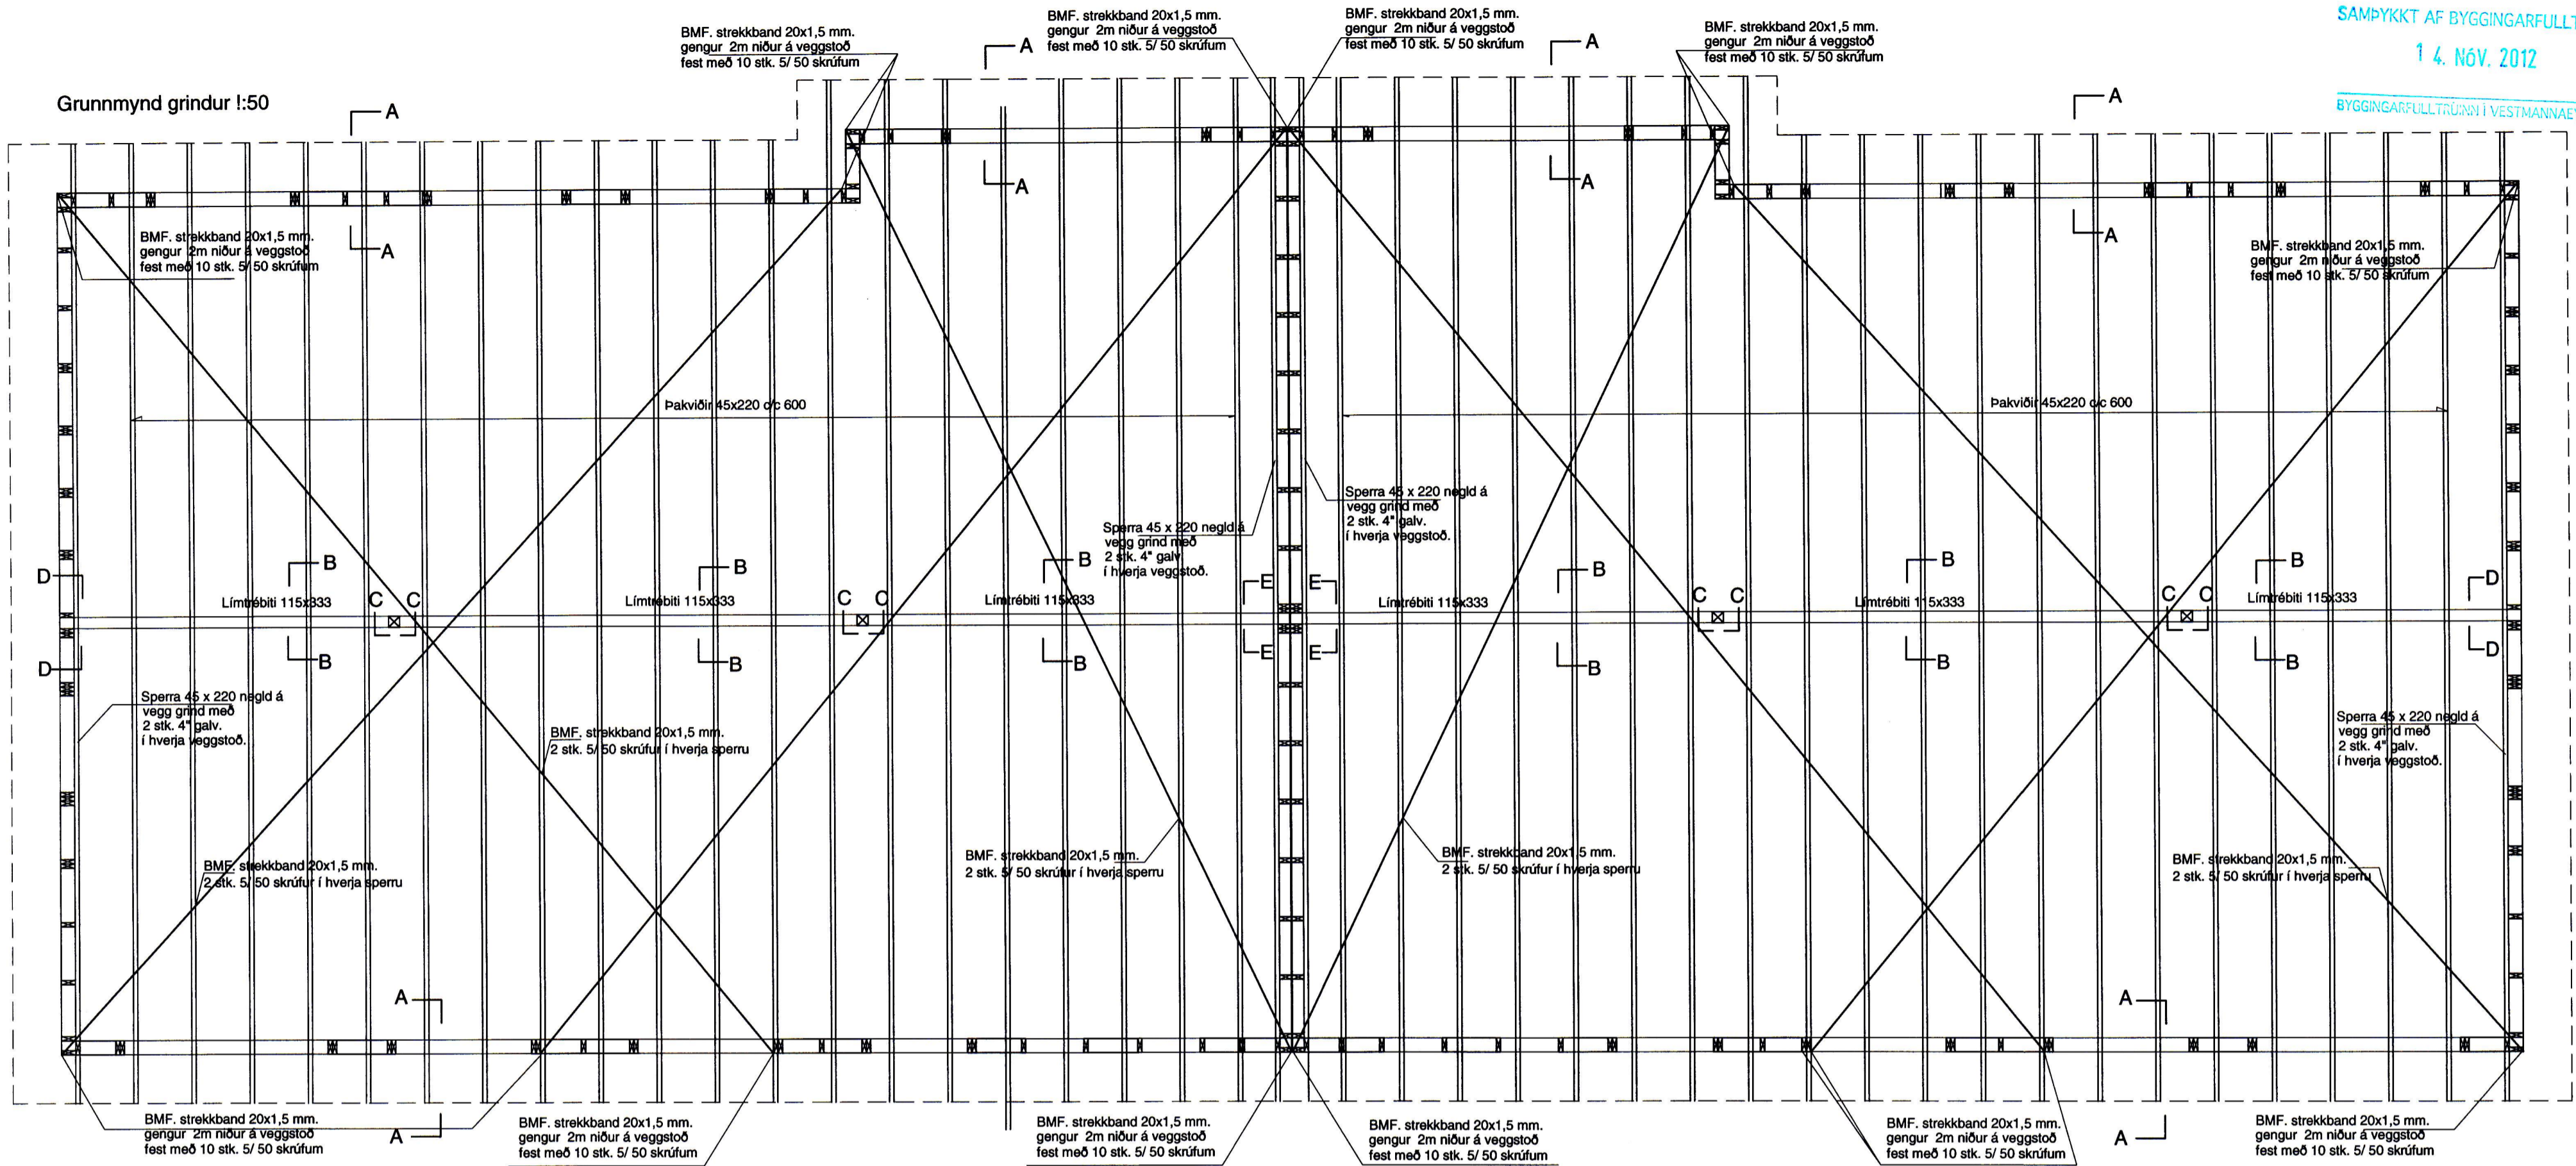 SAMÞYKKT AF BYGGINGARFULLT
1 4. NÓV. 2012
BYGGINGARFULLTRÚINN Í VESTMANNAEY
Grunnmynd grindur !:50
BMF. strekkband 20x1,5 mm.
gengur 2m niður á veggstoð
fest með 10 stk. 5/ 50 skrúfum
BMF. strekkband 20x1,5 mm.
gengur 2m niður á veggstoð
fest með 10 stk. 5/ 50 skrúfum
BMF. strekkband 20x1,5 mm.
gengur 2m niður á veggstoð
fest með 10 stk. 5/ 50 skrúfum
BMF. strekkband 20x1,5 mm.
gengur 2m niður á veggstoð
fest með 10 stk. 5/ 50 skrúfum
A
A
A
A
A
A
A
A
BMF. strekkband 20x1,5 mm.
gengur 2m niður á veggstoð
fest með 10 stk. 5/ 50 skrúfum
BMF. strekkband 20x1,5 mm.
gengur 2m niður á veggstoð
fest með 10 stk. 5/ 50 skrúfum
Þakviðir 45x220 c/c 600
Þakviðir 45x220 c/c 600
Sperra 45 x 220 negld á
vegg grind með
2 stk. 4" galv.
í hverja veggstoð.
Sperra 45 x 220 negld á
vegg grind með
2 stk. 4" galv.
í hverja veggstoð.
D
B
B
B
E
E
B
B
B
D
Límtrébiti 115x333
C
C
Límtrébiti 115x333
C
C
Límtrébiti 115x333
Límtrébiti 115x333
C
C
Límtrébiti 115x333
C
C
Límtrébiti 115x333
D
B
B
B
E
E
B
B
B
D
Sperra 45 x 220 negld á
vegg grind með
2 stk. 4" galv.
í hverja veggstoð.
BMF. strekkband 20x1,5 mm.
2 stk. 5/ 50 skrúfur í hverja sperru
Sperra 45 x 220 negld á
vegg grind með
2 stk. 4" galv.
í hverja veggstoð.
BMF. strekkband 20x1,5 mm.
2 stk. 5/ 50 skrúfur í hverja sperru
BMF. strekkband 20x1,5 mm.
2 stk. 5/ 50 skrúfur í hverja sperru
BMF. strekkband 20x1,5 mm.
2 stk. 5/ 50 skrúfur í hverja sperru
BMF. strekkband 20x1,5 mm.
2 stk. 5/ 50 skrúfur í hverja sperru
A
A
A
A
BMF. strekkband 20x1,5 mm.
gengur 2m niður á veggstoð
fest með 10 stk. 5/ 50 skrúfum
BMF. strekkband 20x1,5 mm.
gengur 2m niður á veggstoð
fest með 10 stk. 5/ 50 skrúfum
BMF. strekkband 20x1,5 mm.
gengur 2m niður á veggstoð
fest með 10 stk. 5/ 50 skrúfum
BMF. strekkband 20x1,5 mm.
gengur 2m niður á veggstoð
fest með 10 stk. 5/ 50 skrúfum
BMF. strekkband 20x1,5 mm.
gengur 2m niður á veggstoð
fest með 10 stk. 5/ 50 skrúfum
BMF. strekkband 20x1,5 mm.
gengur 2m niður á veggstoð
fest með 10 stk. 5/ 50 skrúfum